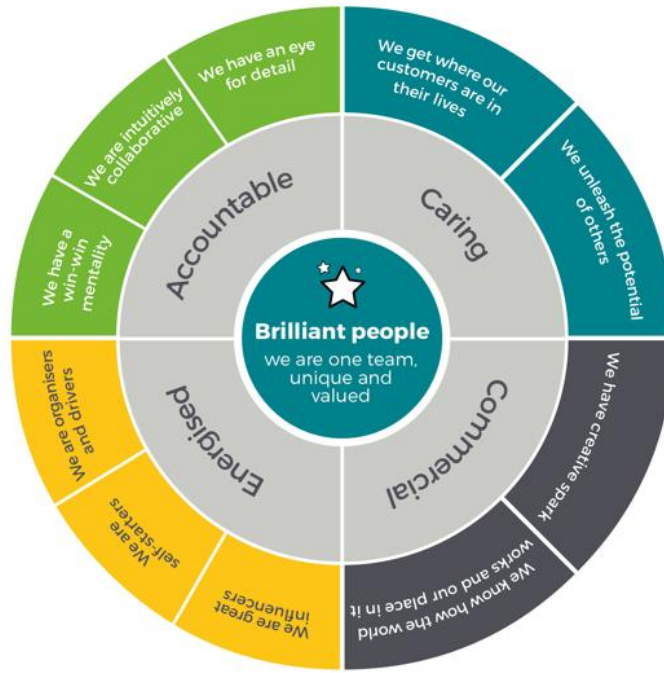 We have an eye
for detail
We get where our
customers are in
their lives
We are intuitively
collaborative
We unleash the potential
of others
We have a
win-win
mentality
Accountable
Caring
Brilliant people
we are one team,
unique and
valued
Energised
Commercial
We are organisers
and drivers
We are
self-starters
We are great
influencers
We have creative spark
We know how the world
works and our place in it